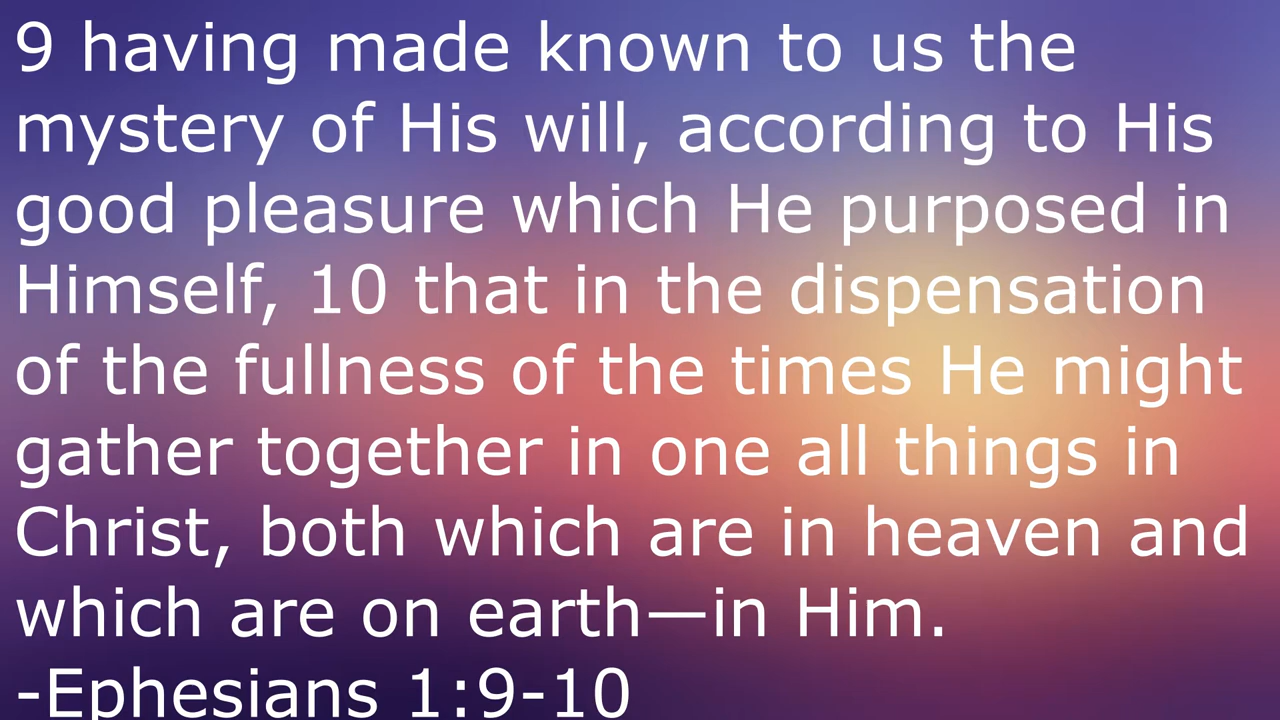 9 having made known to us the
mystery of His will, according to His
good pleasure which He purposed in
Himself, 10 that in the dispensation
of the fullness of the times He might
gather together in one all things in
Christ, both which are in heaven and
which are on earth—in Him.
-Ephesians 1:9-10